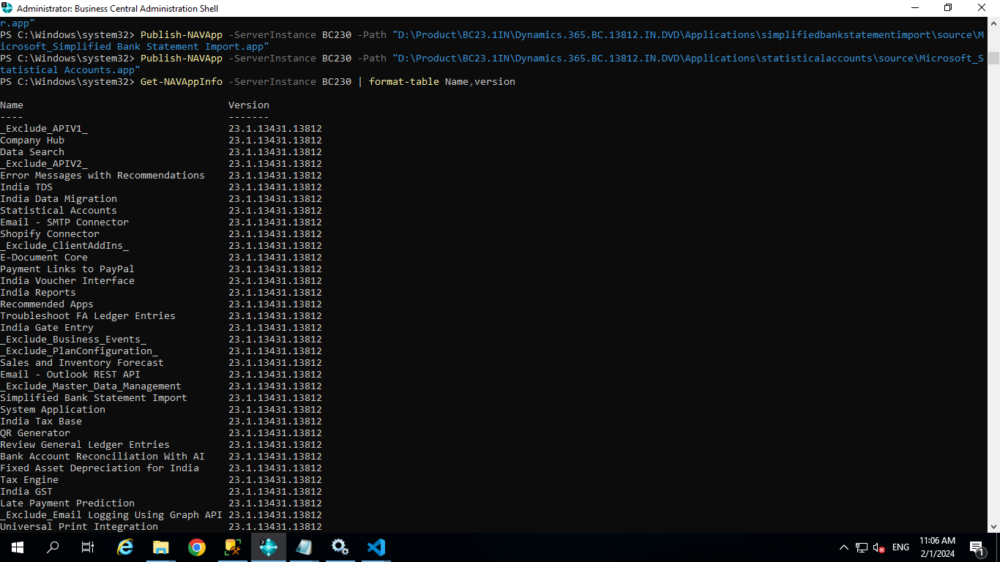 Administrator: Business Central Administration Shell
r.app"
PS C:\Windows\system32> Publish-NAVApp -ServerInstance BC230 -Path "D:\Product\BC23.1IN\Dynamics.365.BC.13812.IN.DVD\Applications\simplifiedbankstatementimport\source\M
icrosoft_Simplified Bank Statement Import.app"
PS C:\Windows\system32> Publish-NAVApp -ServerInstance BC230 -Path "D:\Product\BC23.1IN\Dynamics.365.BC.13812.IN.DVD\Applications\statisticalaccounts\source\Microsoft_S
tatistical Accounts.app"
PS C:\Windows\system32> Get-NAVAppInfo -ServerInstance BC230 | format-table Name,version
Name Version
---- -------
_Exclude_APIV1_ 23.1.13431.13812
Company Hub 23.1.13431.13812
Data Search 23.1.13431.13812
_Exclude_APIV2_ 23.1.13431.13812
Error Messages with Recommendations 23.1.13431.13812
India TDS 23.1.13431.13812
India Data Migration 23.1.13431.13812
Statistical Accounts 23.1.13431.13812
Email - SMTP Connector 23.1.13431.13812
Shopify Connector 23.1.13431.13812
_Exclude_ClientAddIns_ 23.1.13431.13812
E-Document Core 23.1.13431.13812
Payment Links to PayPal 23.1.13431.13812
India Voucher Interface 23.1.13431.13812
India Reports 23.1.13431.13812
Recommended Apps 23.1.13431.13812
Troubleshoot FA Ledger Entries 23.1.13431.13812
India Gate Entry 23.1.13431.13812
_Exclude_Business_Events_ 23.1.13431.13812
_Exclude_PlanConfiguration_ 23.1.13431.13812
Sales and Inventory Forecast 23.1.13431.13812
Email - Outlook REST API 23.1.13431.13812
_Exclude_Master_Data_Management 23.1.13431.13812
Simplified Bank Statement Import 23.1.13431.13812
System Application 23.1.13431.13812
India Tax Base 23.1.13431.13812
QR Generator 23.1.13431.13812
Review General Ledger Entries 23.1.13431.13812
Bank Account Reconciliation With AI 23.1.13431.13812
Fixed Asset Depreciation for India 23.1.13431.13812
Tax Engine 23.1.13431.13812
India GST 23.1.13431.13812
Late Payment Prediction 23.1.13431.13812
_Exclude_Email Logging Using Graph API 23.1.13431.13812
Universal Print Integration 23.1.13431.13812
ENG
11:06 AM
2/1/2024
1